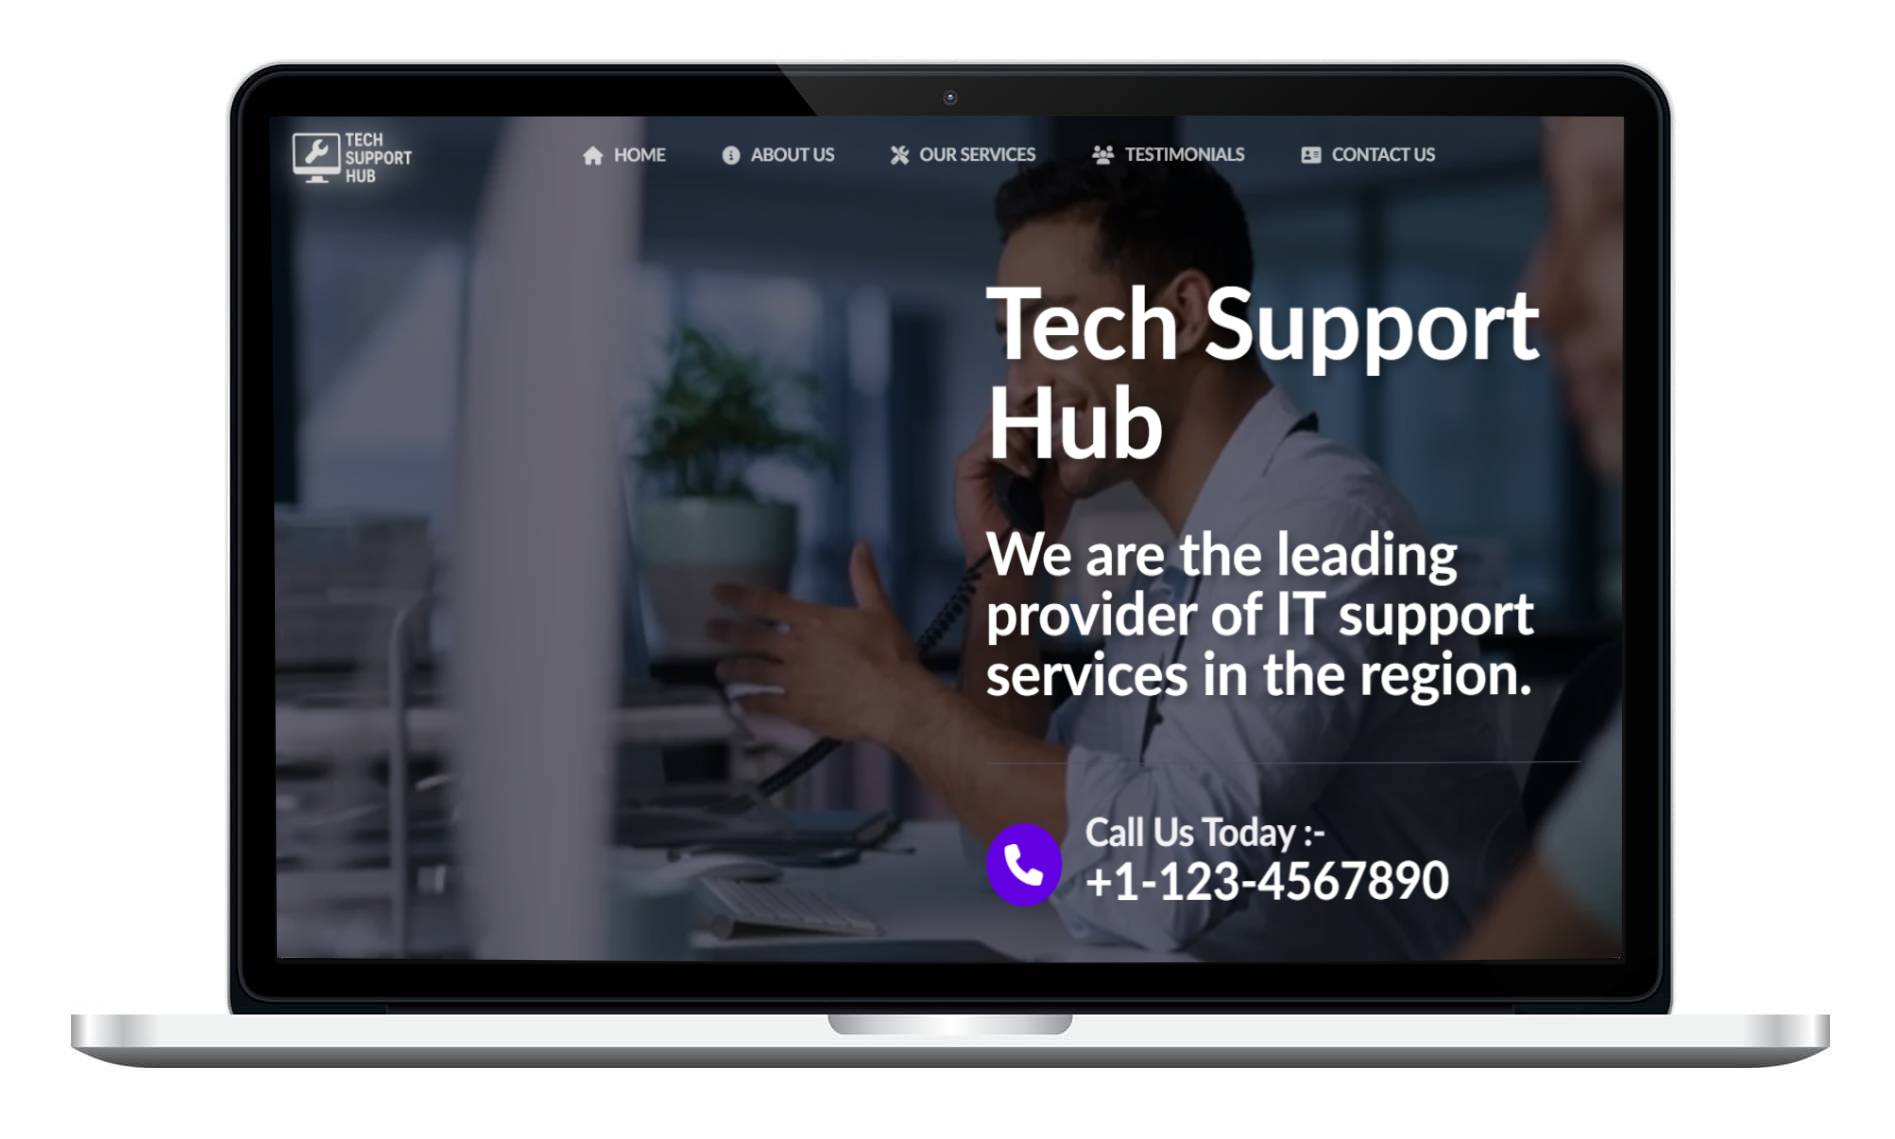 TECH
SUPPORT
HUB
HOME
ABOUT US
OUR SERVICES
TESTIMONIALS
CONTACT US
Tech Support
Hub
We are the leading
provider of IT support
services in the region.
Call Us Today :-
+1-123-4567890